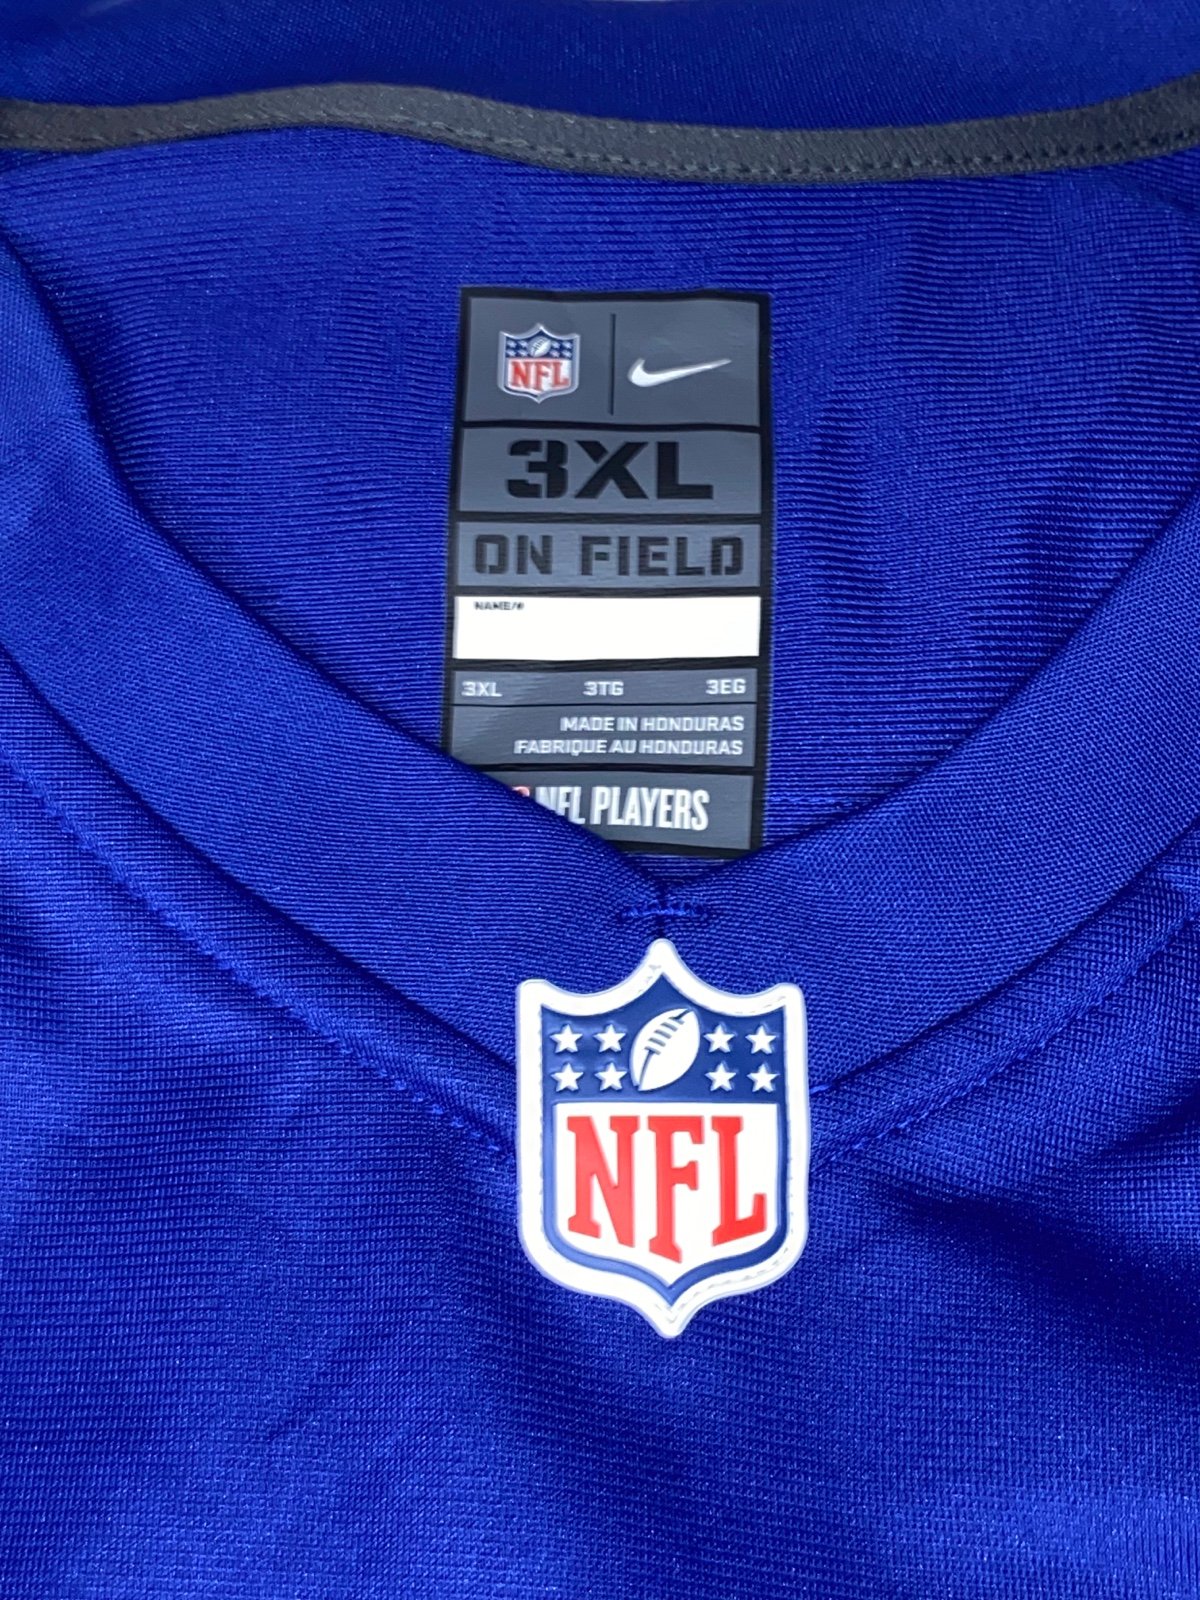 NFL
3XL
ON FIELD
NAME/#
3XL 3TG 3EG
MADE IN HONDURAS
FABRIQUE AU HONDURAS
NFL PLAYERS
NFL